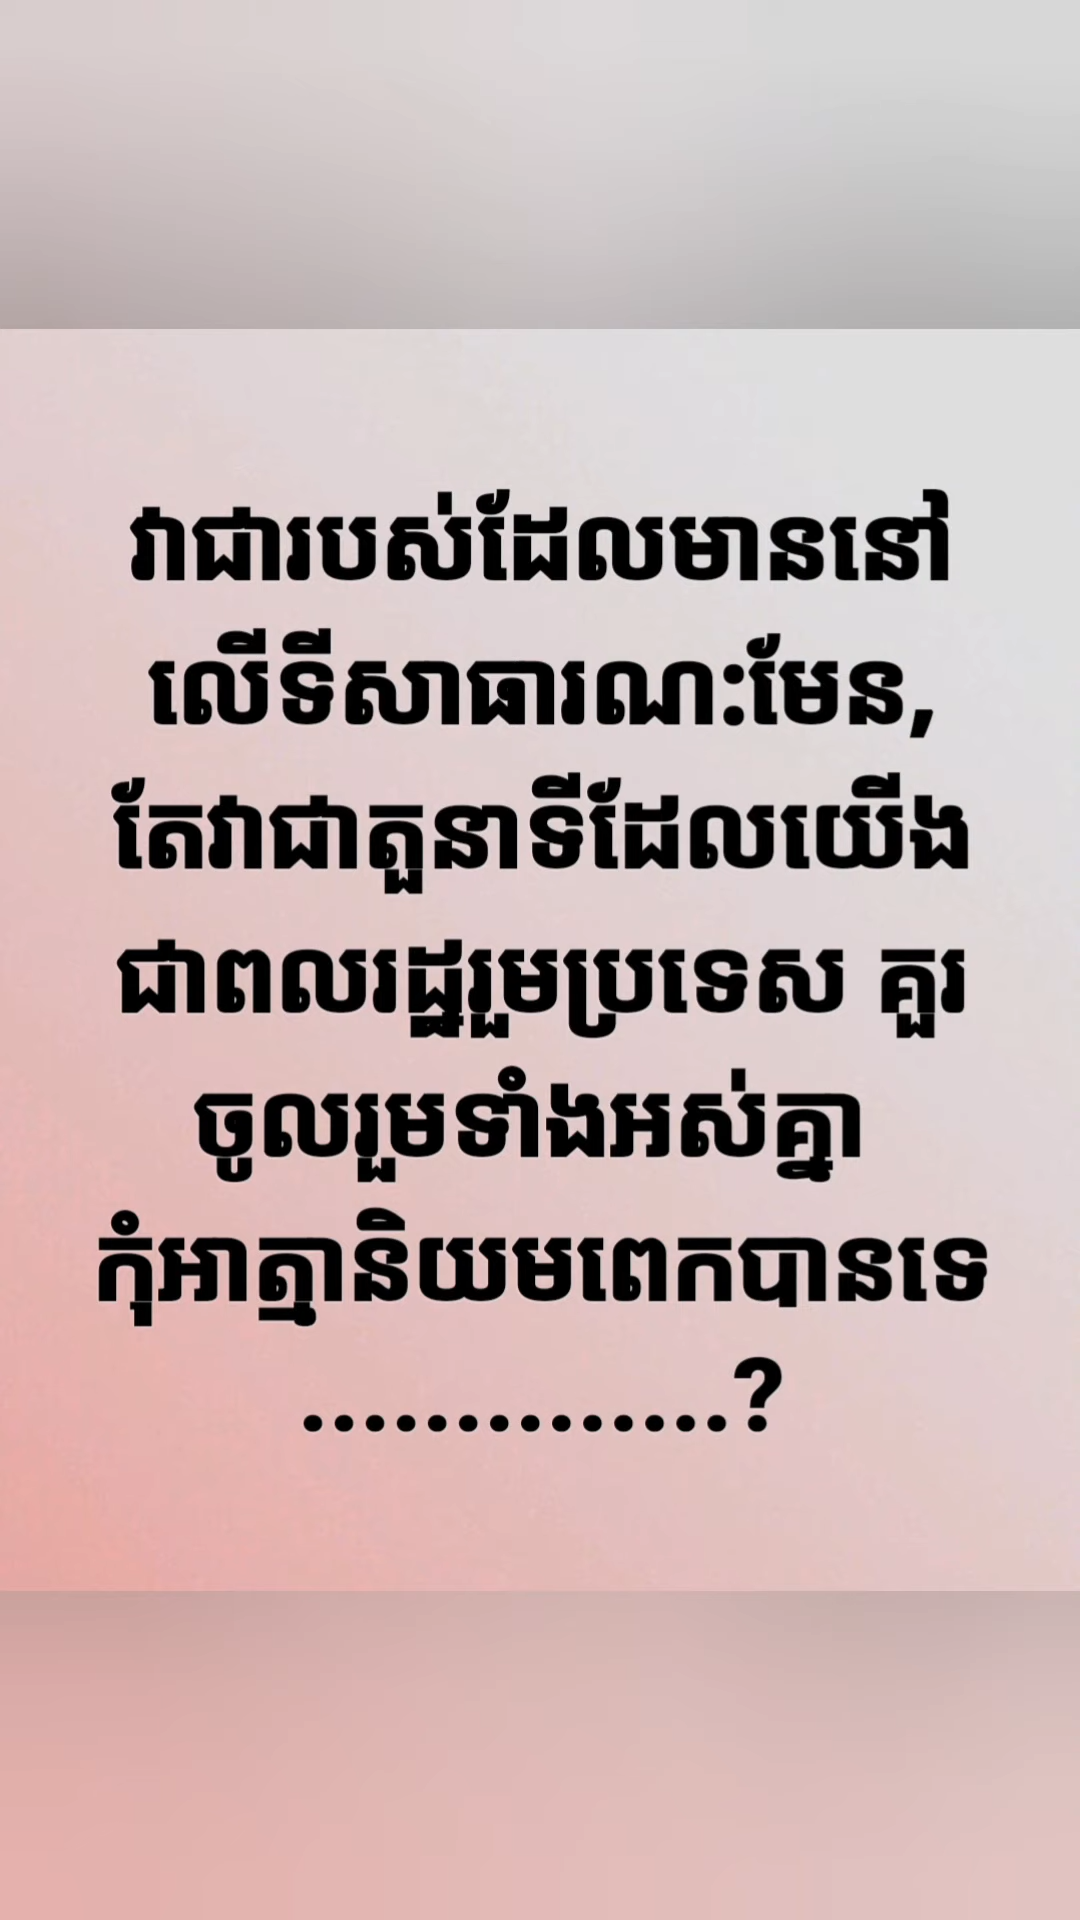 វាជារបស់ដែលមាននៅ
លើទីសាធារណៈមែន,
តែវាជាតួនាទីដែលយើង
ជាពលរដ្ឋរួមប្រទេស គួរ
ចូលរួមទាំងអស់គ្នា
កុំអាត្មានិយមពេកបានទេ
..............?